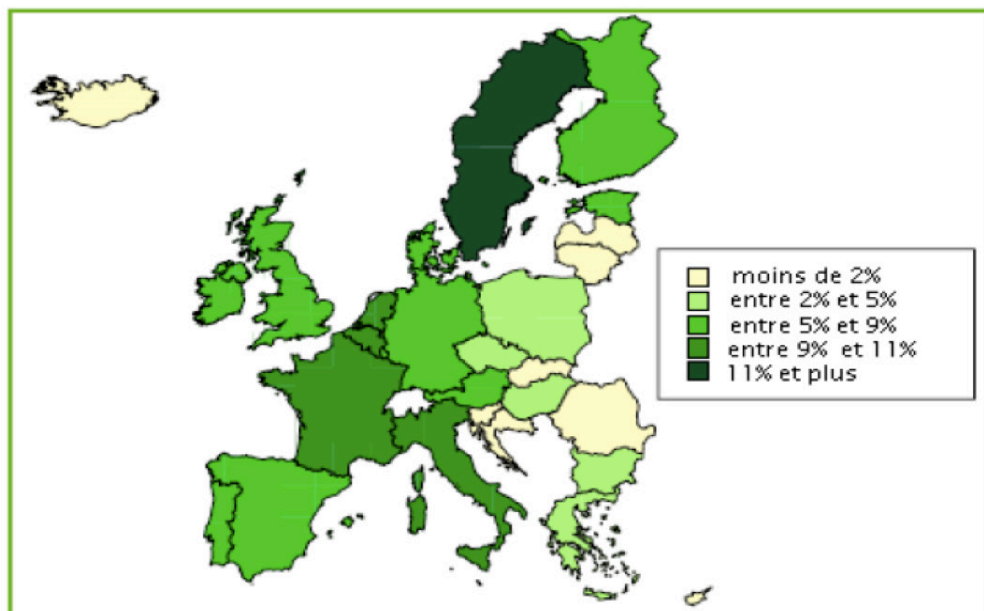 moins de 2%
entre 2% et 5%
entre 5% et 9%
entre 9% et 11%
11% et plus